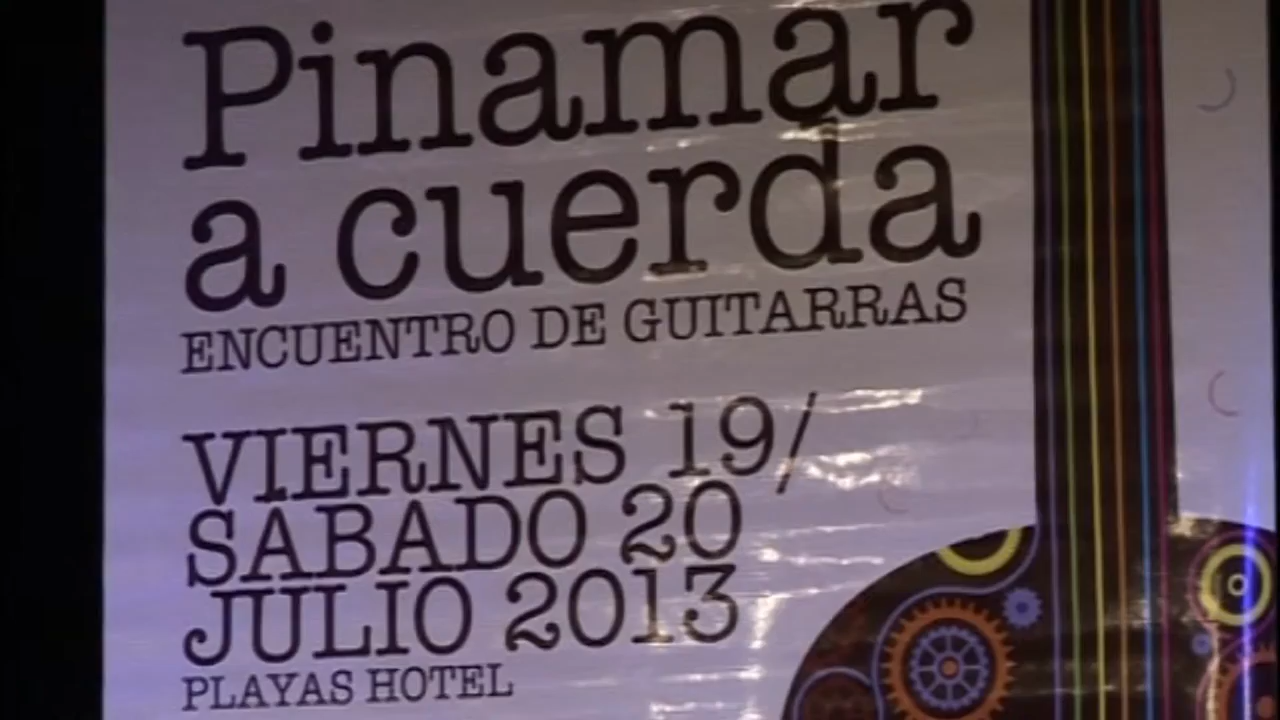 Pinamar
a cuerda
ENCUENTRO DE GUITARRAS
VIERNES 19/
SABADO 20
JULIO 2013
PLAYAS HOTEL